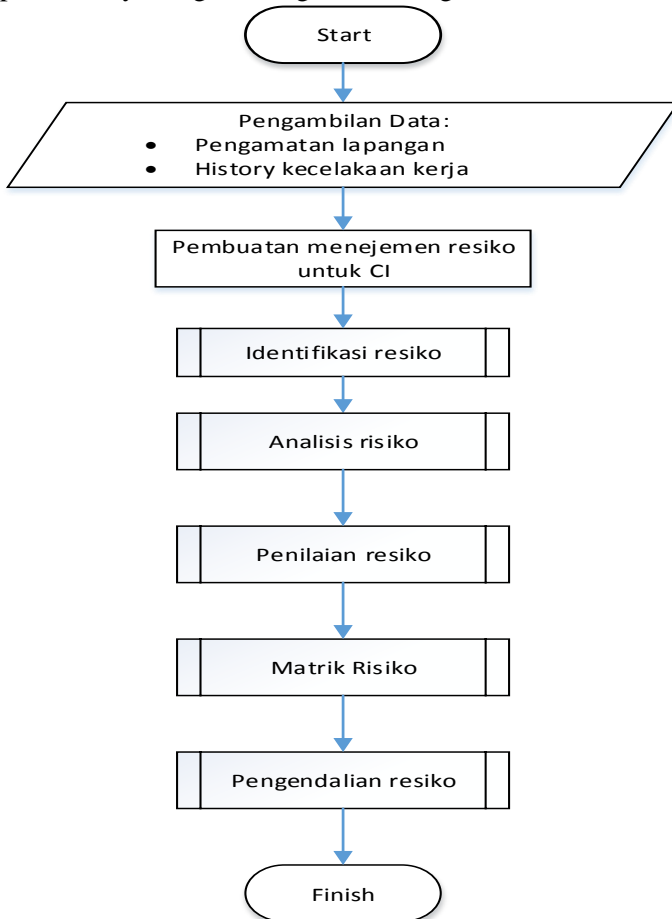 Start
Pengambilan Data:
• Pengamatan lapangan
• History kecelakaan kerja
Pembuatan menejemen resiko
untuk CI
Identifikasi resiko
Analisis risiko
Penilaian resiko
Matrik Risiko
Pengendalian resiko
Finish